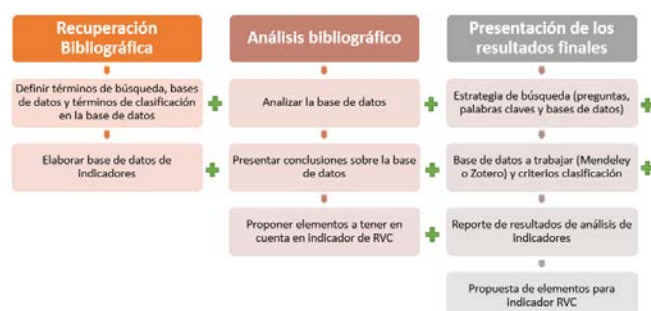 Recuperación
Bibliográfica
Definir términos de búsqueda, bases
de datos y términos de clasificación
en la base de datos
Elaborar base de datos de
indicadores
Análisis bibliográfico
Analizar la base de datos
Presentar conclusiones sobre la base
de datos
Proponer elementos a tener en
cuenta en indicador de RVC
Presentación de los
resultados finales
Estrategia de búsqueda (preguntas,
palabras claves y bases de datos)
Base de datos a trabajar (Mendeley
o Zotero) y criterios clasificación
Reporte de resultados de análisis de
indicadores
Propuesta de elementos para
indicador RVC